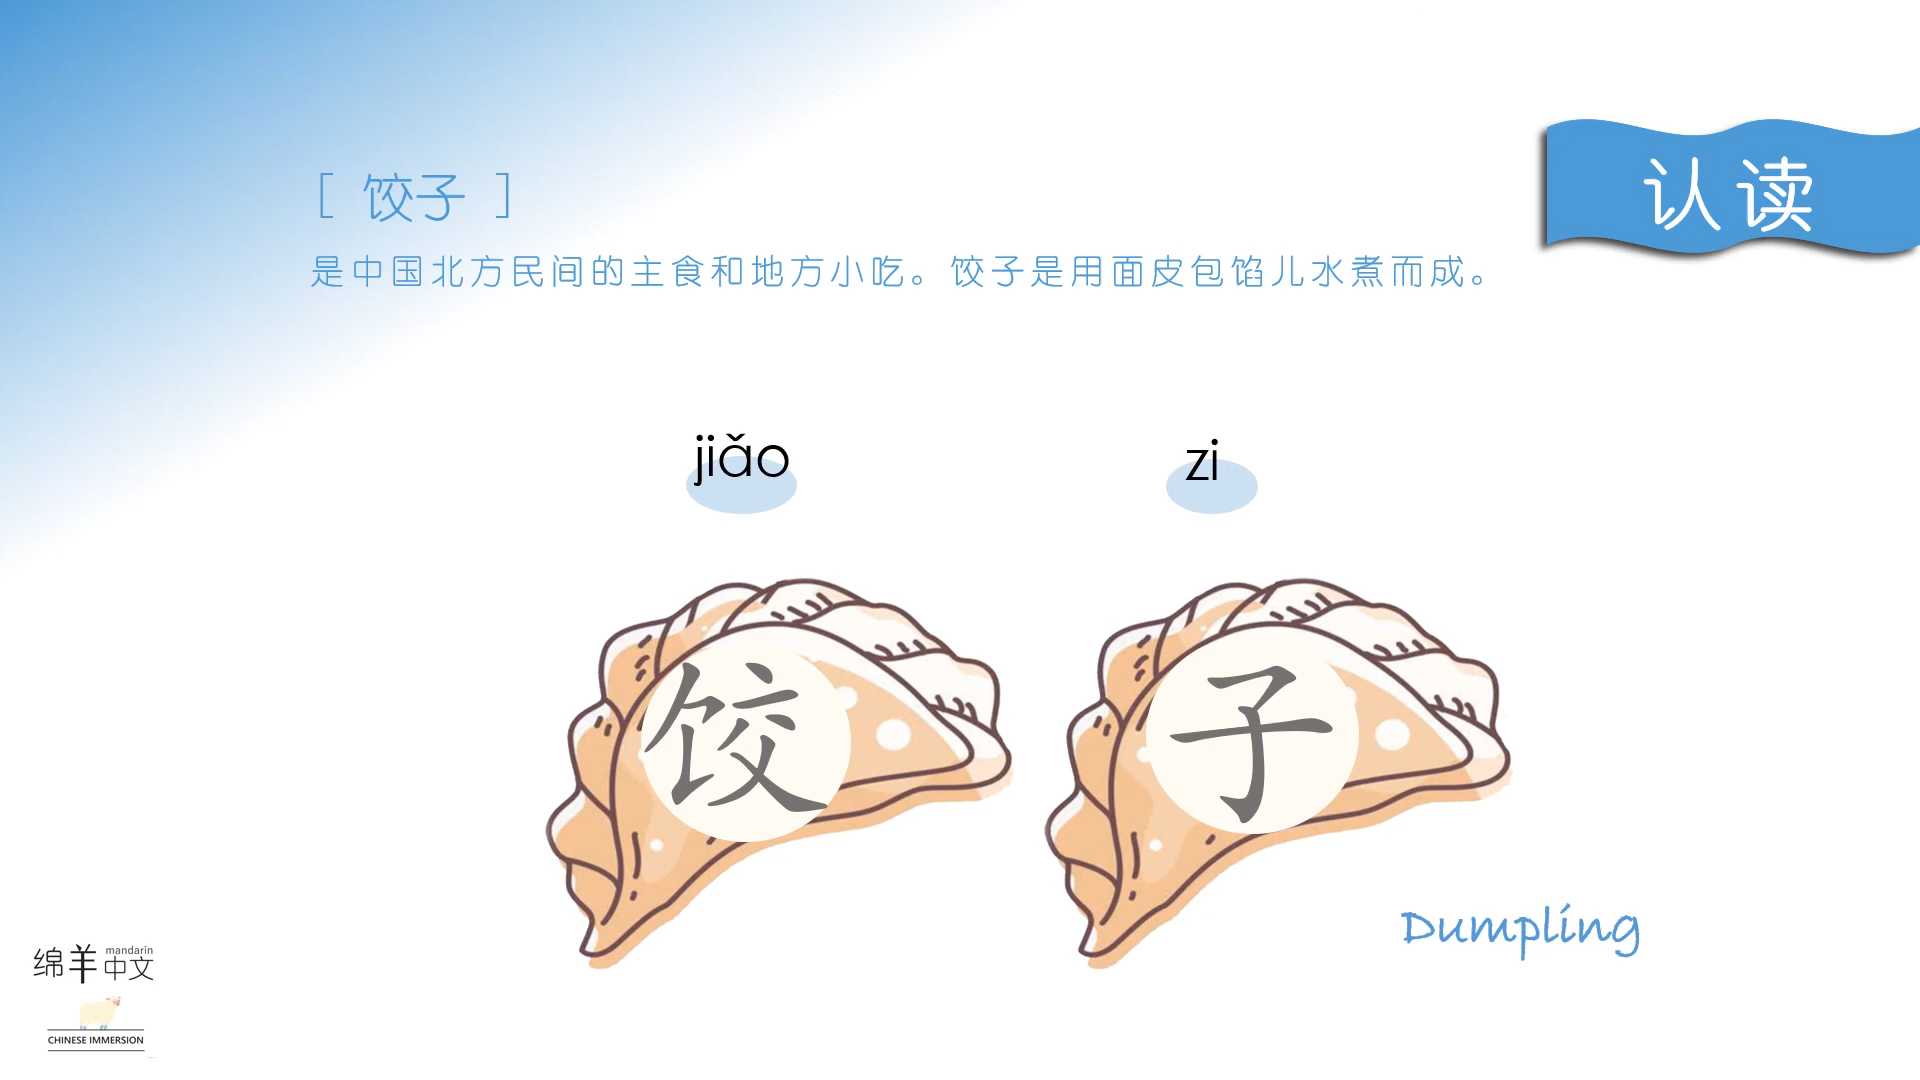 [ 饺子 ]
认读
是中国北方民间的主食和地方小吃。饺子是用面皮包馅儿水煮而成。
jiǎo
zi
饺
子
Dumpling
绵羊 mandarin
中文
CHINESE IMMERSION